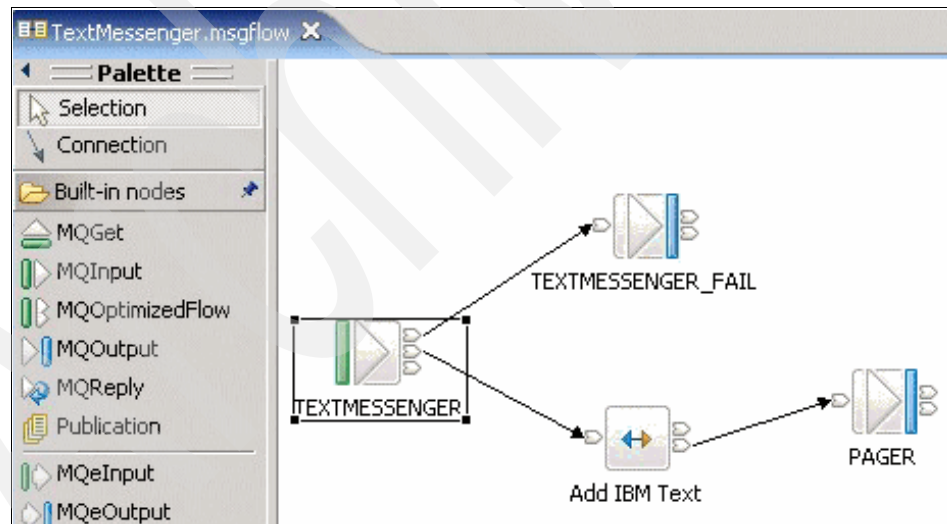 TextMessenger.msgflow
Palette
Selection
Connection
Built-in nodes
MQGet
MQInput
MQOptimizedFlow
MQOutput
MQReply
Publication
MQeInput
MQeOutput
TEXTMESSENGER_FAIL
TEXTMESSENGER
Add IBM Text
PAGER